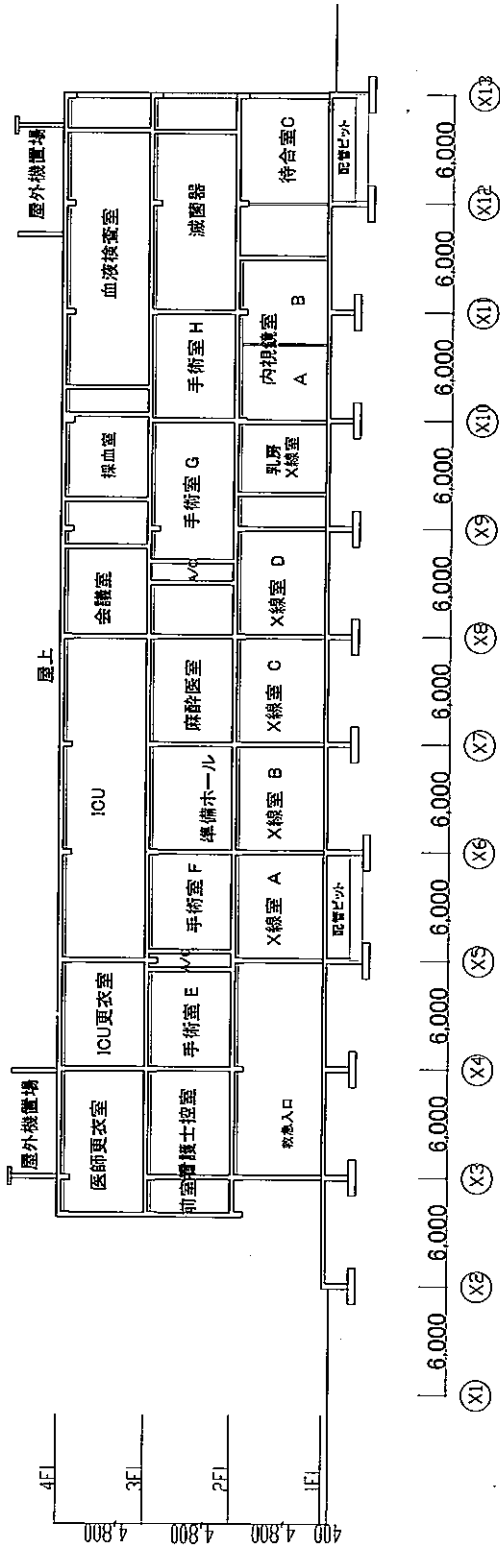 屋上
屋外機置場
屋外機置場
4FL
医師更衣室
ICU更衣室
ICU
会議室
採血室
血液検査室
3FL
前室
看護士控室
手術室 E
A/C
手術室 F
準備ホール
麻酔医室
A/C
手術室 G
手術室 H
滅菌器
2FL
救急入口
X線室 A
X線室 B
X線室 C
X線室 D
乳房
X線室
内視鏡室
A
B
待合室C
1FL
配管ピット
配管ピット
4,800
4,800
4,800
400
6,000
6,000
6,000
6,000
6,000
6,000
6,000
6,000
6,000
6,000
6,000
6,000
X1
X2
X3
X4
X5
X6
X7
X8
X9
X10
X11
X12
X13